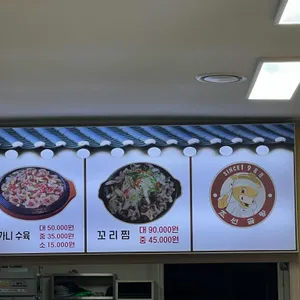 가니 수육
대 50.000원
중 35.000원
소 15.000원
꼬리찜
대 90.000원
중 45.000원